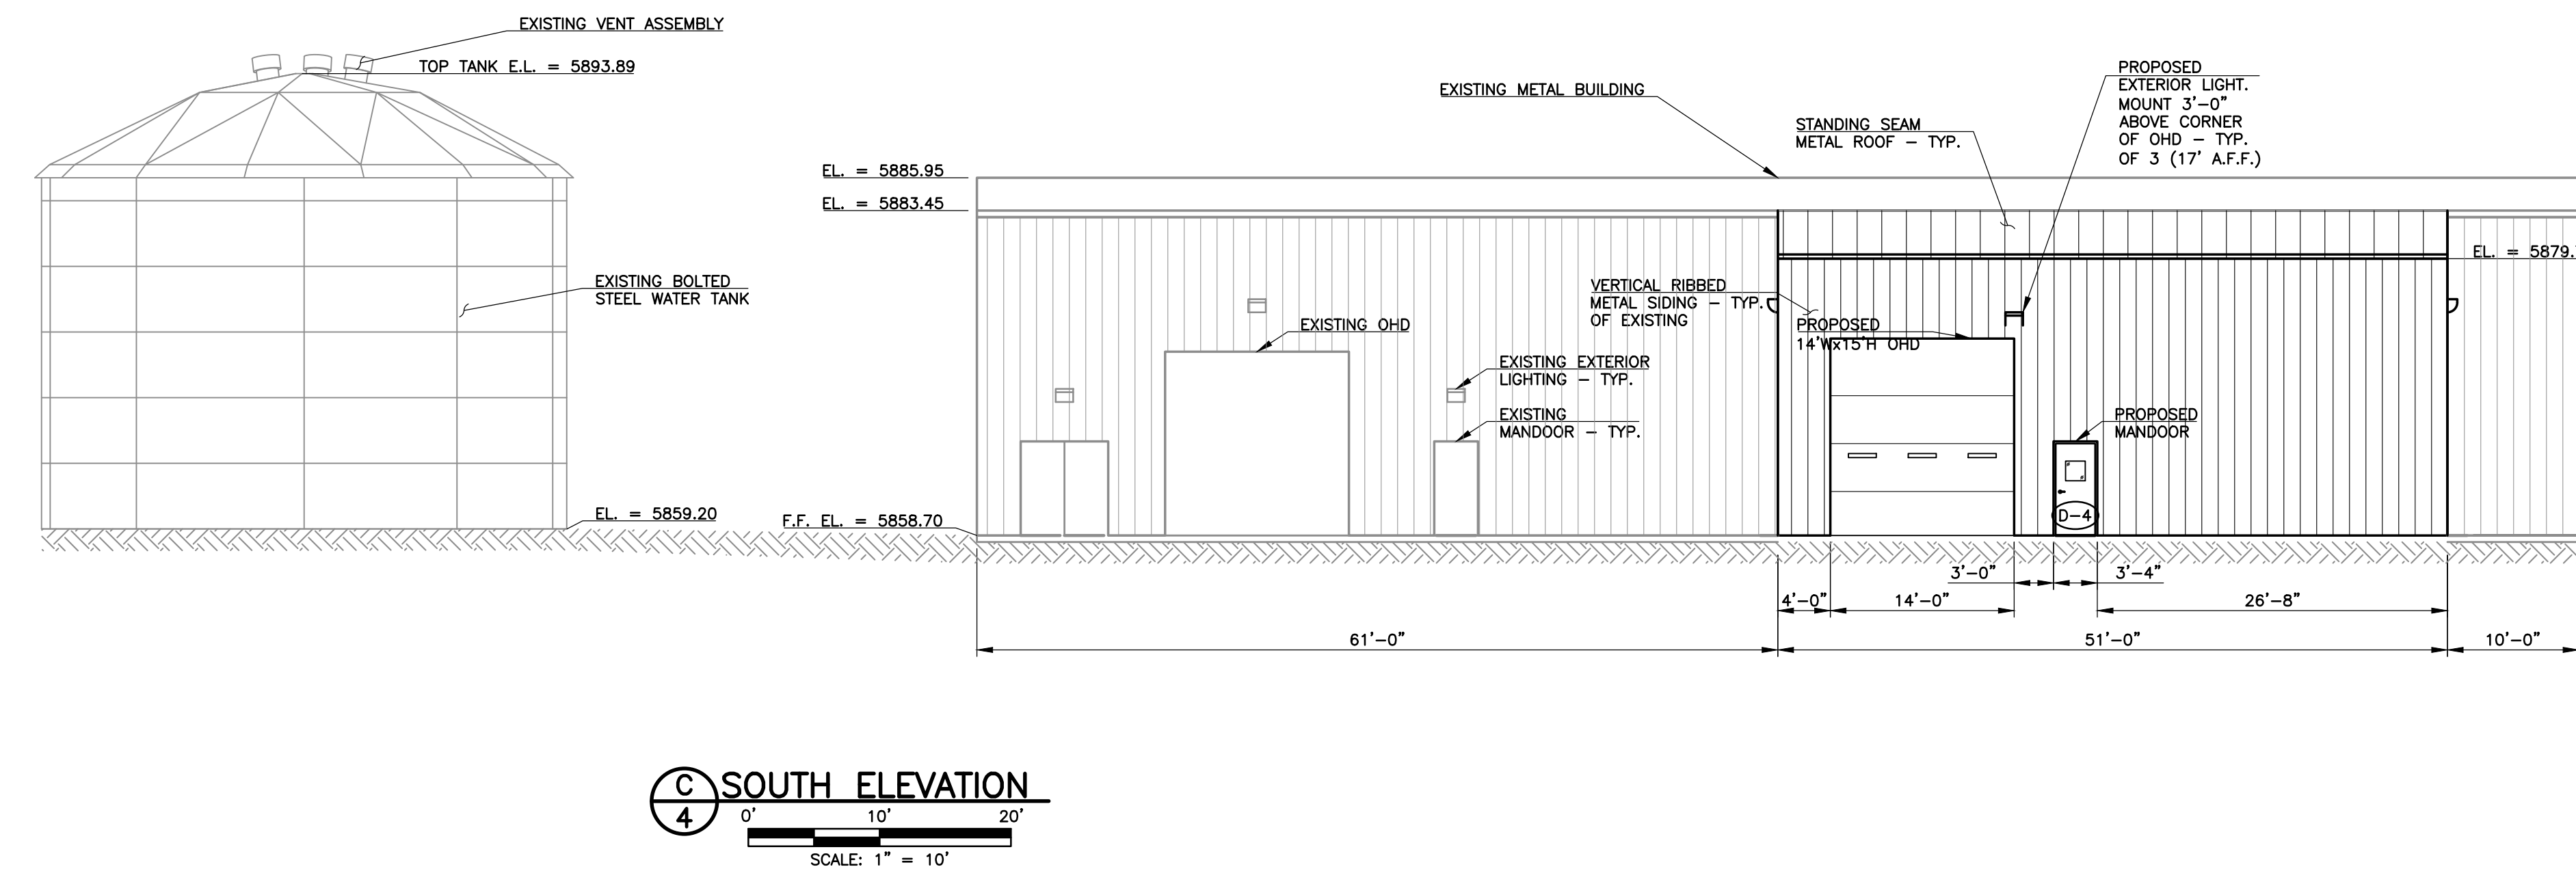 EXISTING VENT ASSEMBLY
TOP TANK E.L. = 5893.89
EXISTING BOLTED
STEEL WATER TANK
EL. = 5859.20
EL. = 5885.95
EL. = 5883.45
F.F. EL. = 5858.70
EXISTING METAL BUILDING
STANDING SEAM
METAL ROOF - TYP.
PROPOSED
EXTERIOR LIGHT.
MOUNT 3'-0"
ABOVE CORNER
OF OHD - TYP.
OF 3 (17' A.F.F.)
EL. = 5879.
VERTICAL RIBBED
METAL SIDING - TYP.
OF EXISTING
EXISTING OHD
PROPOSED
14'Wx15'H OHD
EXISTING EXTERIOR
LIGHTING - TYP.
EXISTING
MANDOOR - TYP.
PROPOSED
MANDOOR
D-4
3'-0"
3'-4"
4'-0"
14'-0"
26'-8"
61'-0"
51'-0"
10'-0"
C
4
SOUTH ELEVATION
0' 10' 20'
SCALE: 1" = 10'